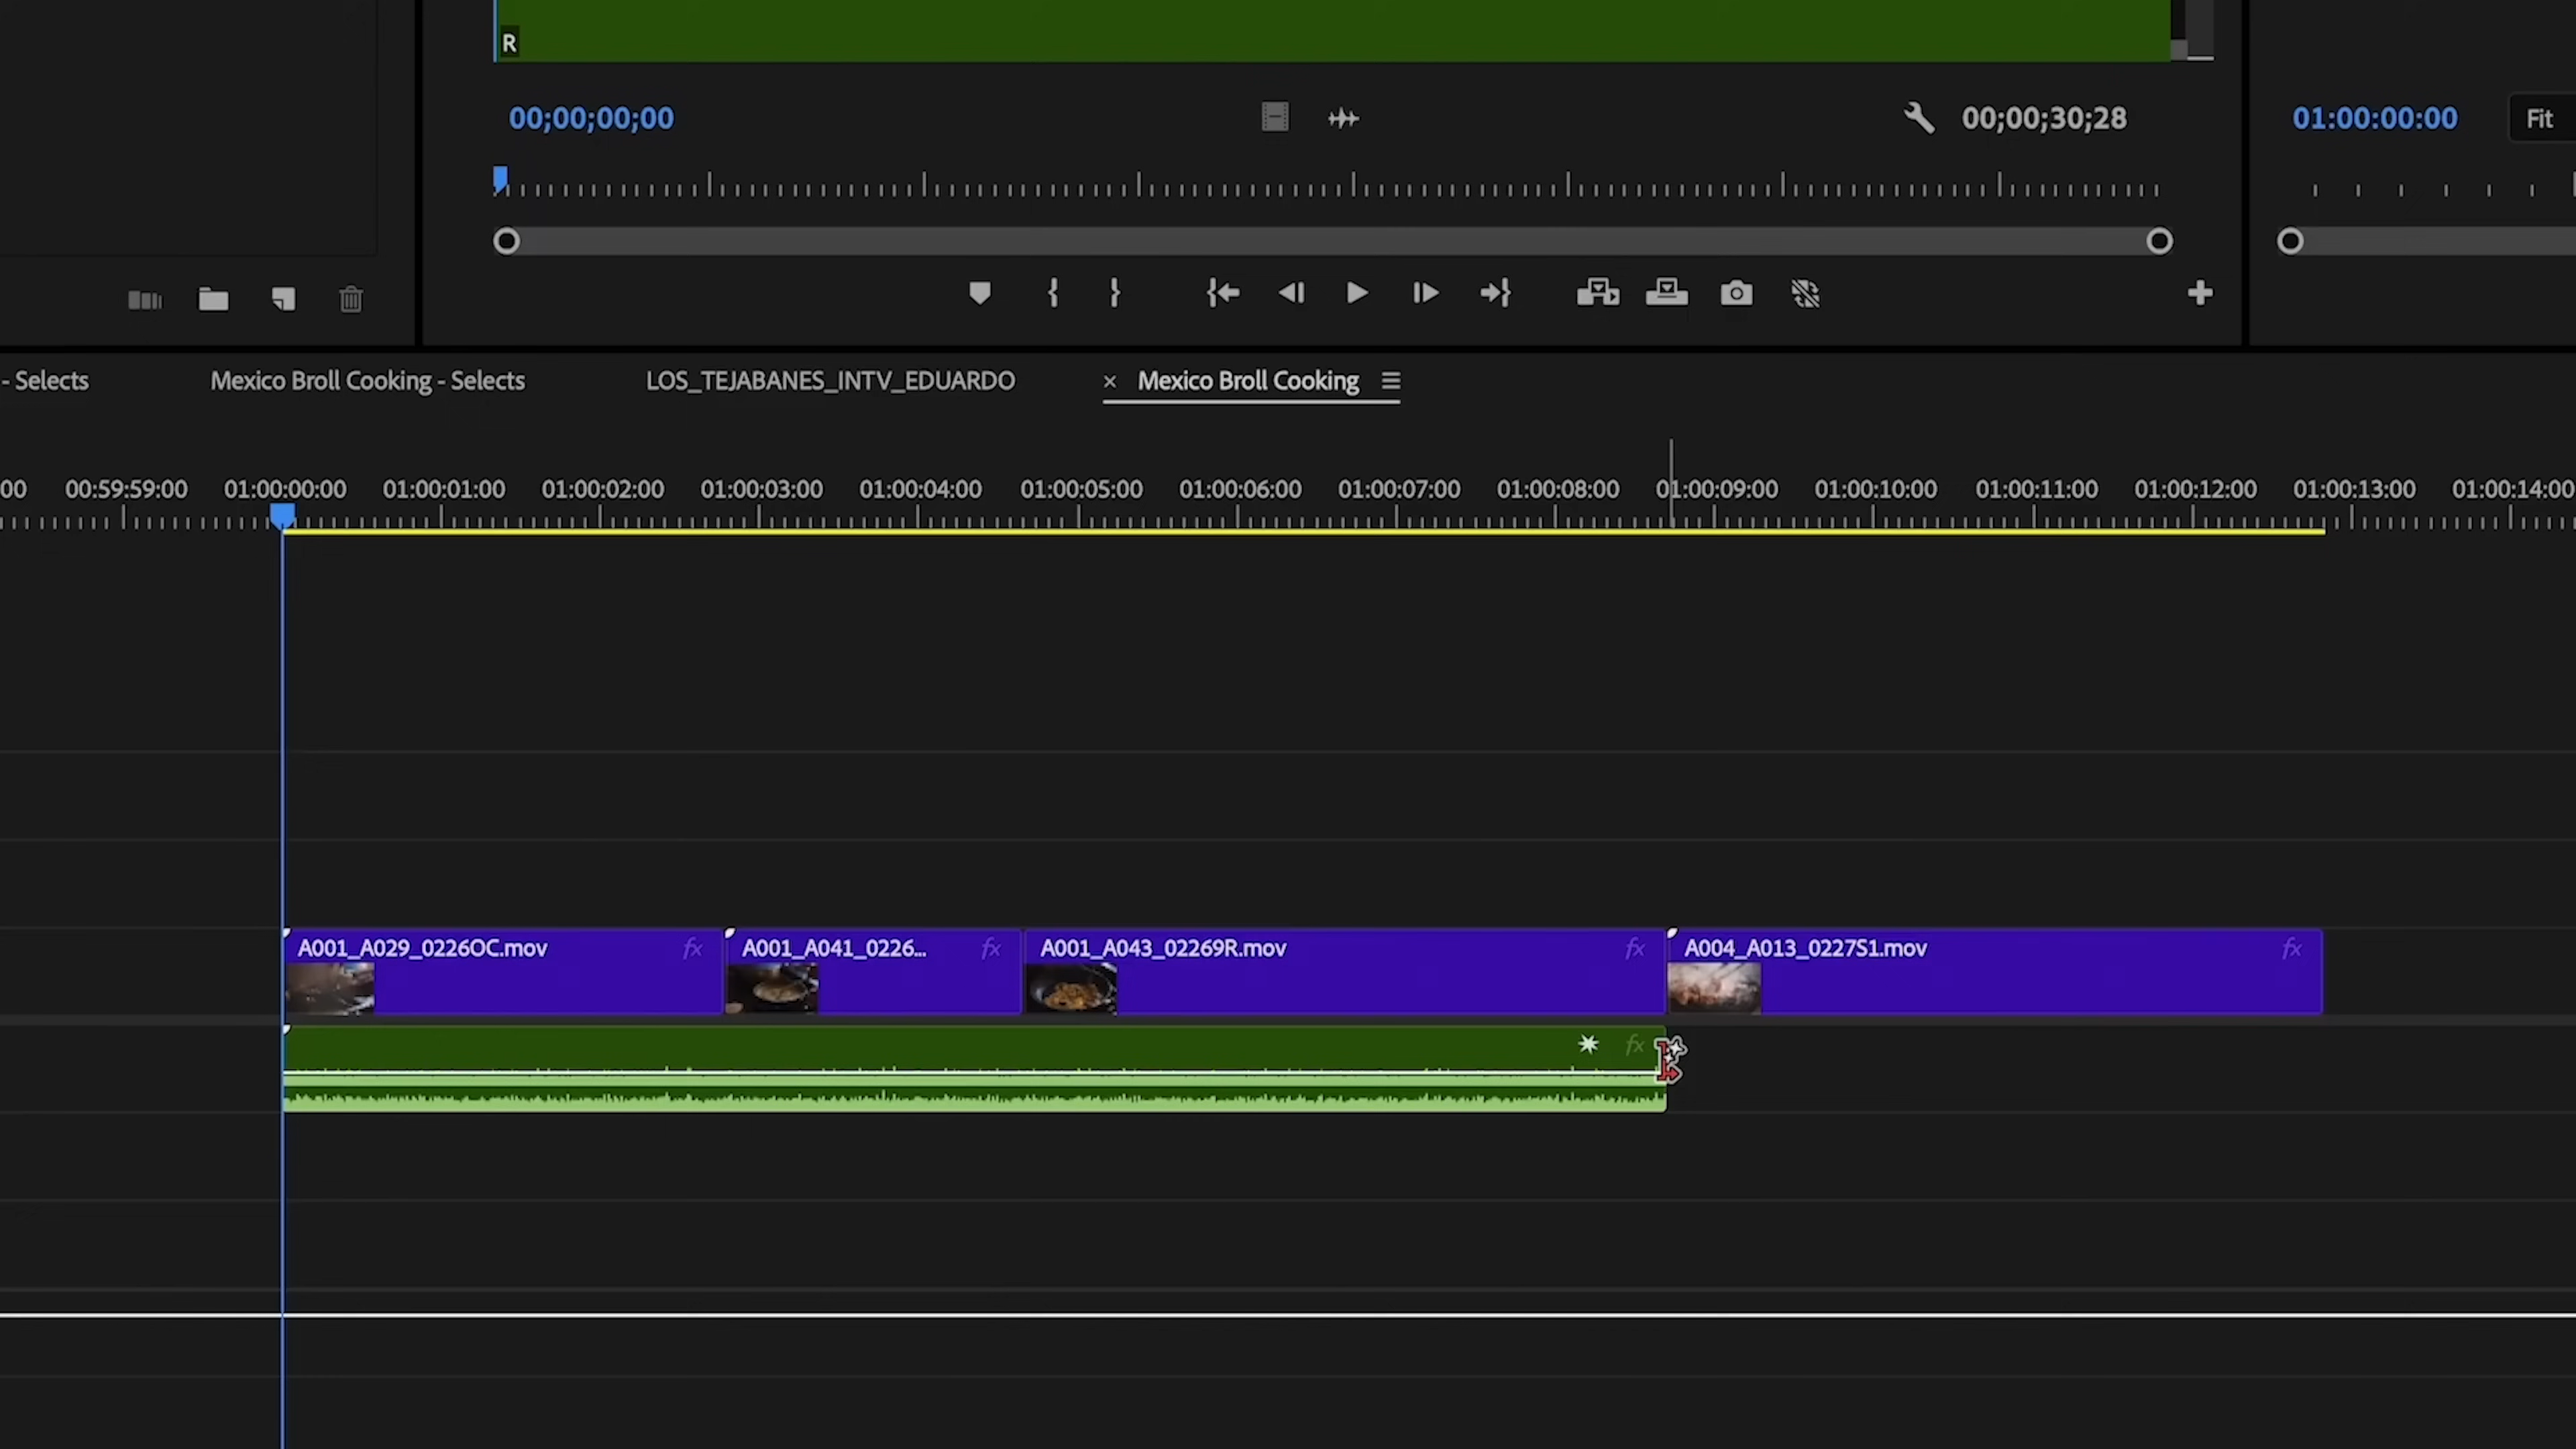 R
00;00;00;00
00;00;30;28
01:00:00:00
Fit
- Selects
Mexico Broll Cooking - Selects
LOS_TEJABANES_INTV_EDUARDO
× Mexico Broll Cooking
00
00:59:59:00
01:00:00:00
01:00:01:00
01:00:02:00
01:00:03:00
01:00:04:00
01:00:05:00
01:00:06:00
01:00:07:00
01:00:08:00
01:00:09:00
01:00:10:00
01:00:11:00
01:00:12:00
01:00:13:00
01:00:14:00
A001_A029_0226OC.mov fx
A001_A041_0226... fx
A001_A043_02269R.mov fx
A004_A013_0227S1.mov fx
fx